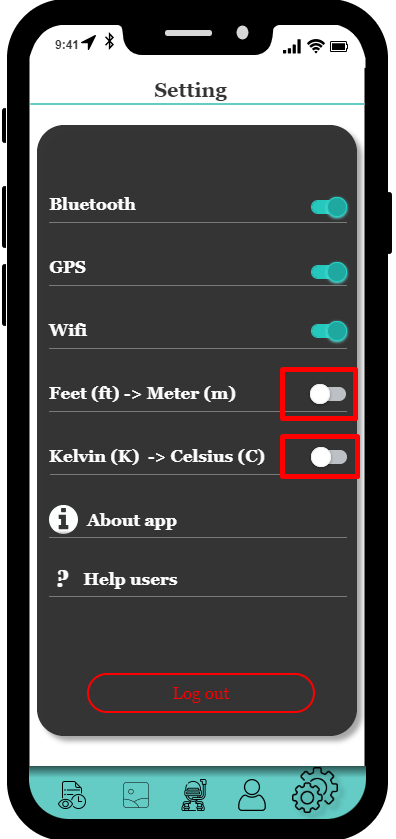 9:41
Setting
Bluetooth
GPS
Wifi
Feet (ft) -> Meter (m)
Kelvin (K) -> Celsius (C)
i About app
? Help users
Log out